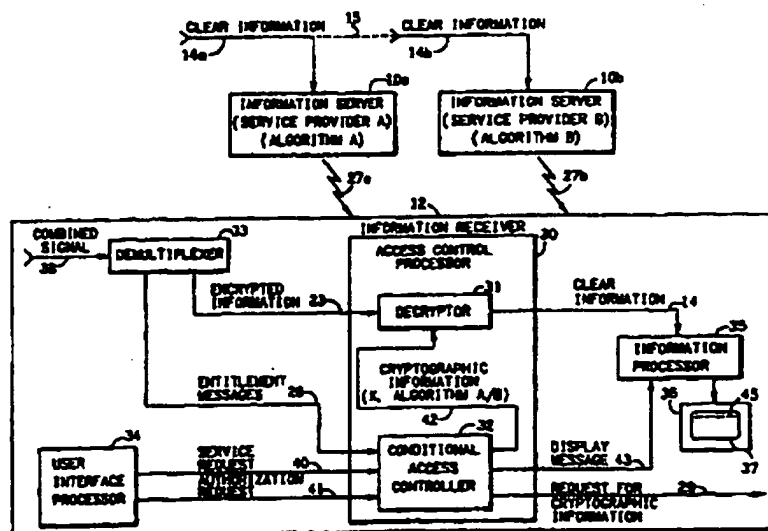 CLEAR INFORMATION
15
CLEAR INFORMATION
14a
14b
10a
10b
INFORMATION SERVER
(SERVICE PROVIDER A)
(ALGORITHM A)
INFORMATION SERVER
(SERVICE PROVIDER B)
(ALGORITHM B)
27a
27b
12
INFORMATION RECEIVER
COMBINED
SIGNAL
33
DEMULTIPLEXER
30
ACCESS CONTROL
PROCESSOR
31
DECRYPTOR
ENCRYPTED
INFORMATION
23
CLEAR
INFORMATION
14
35
INFORMATION
PROCESSOR
CRYPTOGRAPHIC
INFORMATION
(K, ALGORITHM A/B)
42
36
45
37
ENTITLEMENT
MESSAGES
34
USER
INTERFACE
PROCESSOR
SERVICE
REQUEST
40
AUTHORIZATION
REQUEST
41
32
CONDITIONAL
ACCESS
CONTROLLER
DISPLAY
MESSAGE
43
REQUEST FOR
CRYPTOGRAPHIC
INFORMATION
29